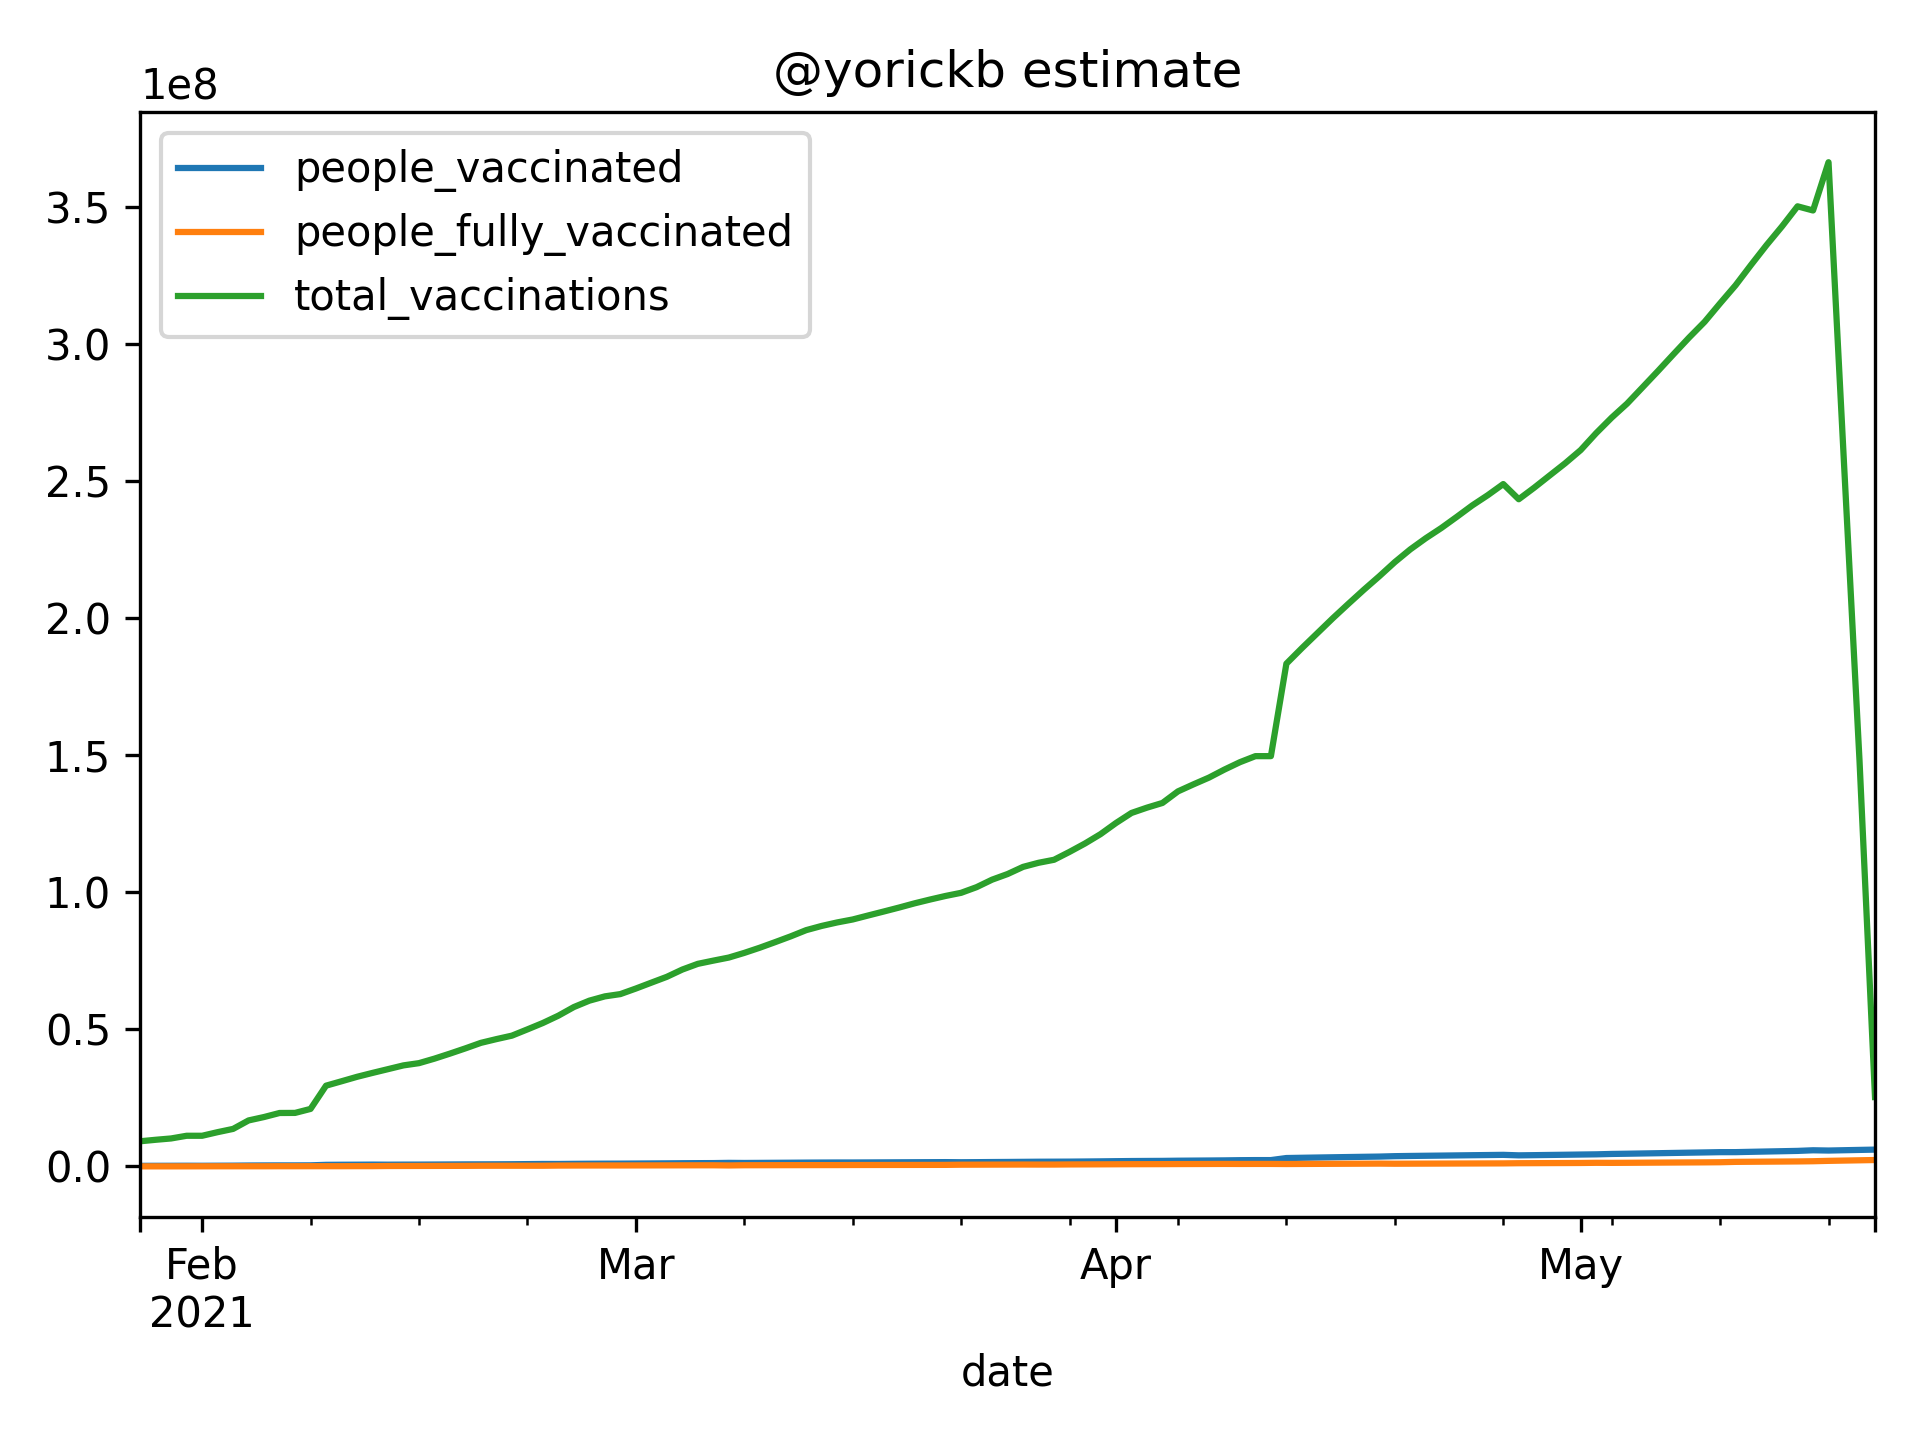 @yorickb estimate
1e8
people_vaccinated
people_fully_vaccinated
total_vaccinations
3.5
3.0
2.5
2.0
1.5
1.0
0.5
0.0
Feb Mar Apr May
2021
date